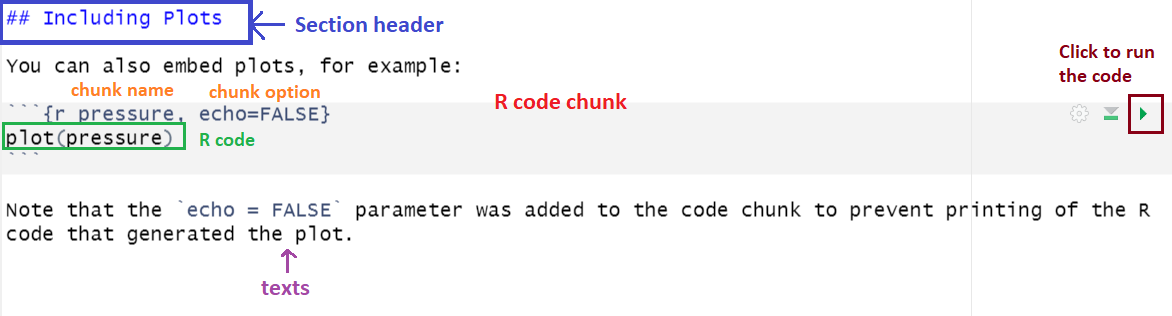 ## Including Plots
Section header
You can also embed plots, for example:
Click to run
the code
chunk name
chunk option
```{r pressure, echo=FALSE}
R code chunk
plot(pressure)
R code
```
Note that the `echo = FALSE` parameter was added to the code chunk to prevent printing of the R
code that generated the plot.
texts